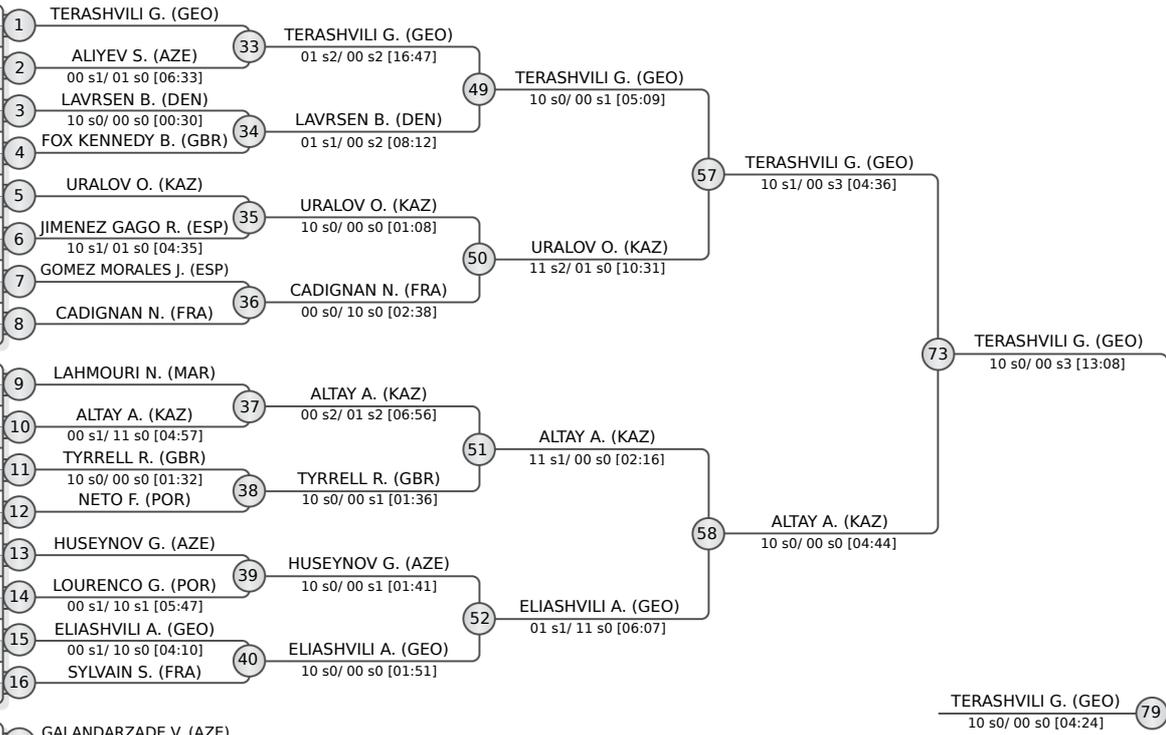 1
TERASHVILI G. (GEO)
2
ALIYEV S. (AZE)
00 s1/ 01 s0 [06:33]
3
LAVRSEN B. (DEN)
10 s0/ 00 s0 [00:30]
4
FOX KENNEDY B. (GBR)
5
URALOV O. (KAZ)
6
JIMENEZ GAGO R. (ESP)
10 s1/ 01 s0 [04:35]
7
GOMEZ MORALES J. (ESP)
8
CADIGNAN N. (FRA)
9
LAHMOURI N. (MAR)
10
ALTAY A. (KAZ)
00 s1/ 11 s0 [04:57]
11
TYRRELL R. (GBR)
10 s0/ 00 s0 [01:32]
12
NETO F. (POR)
13
HUSEYNOV G. (AZE)
14
LOURENCO G. (POR)
00 s1/ 10 s1 [05:47]
15
ELIASHVILI A. (GEO)
00 s1/ 10 s0 [04:10]
16
SYLVAIN S. (FRA)
GALANDARZADE V. (AZE)
33
TERASHVILI G. (GEO)
01 s2/ 00 s2 [16:47]
34
LAVRSEN B. (DEN)
01 s1/ 00 s2 [08:12]
35
URALOV O. (KAZ)
10 s0/ 00 s0 [01:08]
36
CADIGNAN N. (FRA)
00 s0/ 10 s0 [02:38]
37
ALTAY A. (KAZ)
00 s2/ 01 s2 [06:56]
38
TYRRELL R. (GBR)
10 s0/ 00 s1 [01:36]
39
HUSEYNOV G. (AZE)
10 s0/ 00 s1 [01:41]
40
ELIASHVILI A. (GEO)
10 s0/ 00 s0 [01:51]
49
TERASHVILI G. (GEO)
10 s0/ 00 s1 [05:09]
50
URALOV O. (KAZ)
11 s2/ 01 s0 [10:31]
51
ALTAY A. (KAZ)
11 s1/ 00 s0 [02:16]
52
ELIASHVILI A. (GEO)
01 s1/ 11 s0 [06:07]
57
TERASHVILI G. (GEO)
10 s1/ 00 s3 [04:36]
58
ALTAY A. (KAZ)
10 s0/ 00 s0 [04:44]
73
TERASHVILI G. (GEO)
10 s0/ 00 s3 [13:08]
TERASHVILI G. (GEO)
10 s0/ 00 s0 [04:24]
79